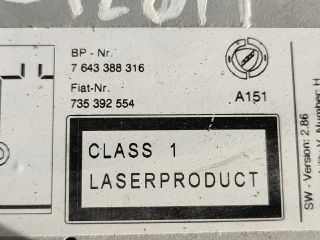 BP - Nr.
7 643 388 316
Fiat-Nr.
735 392 554
A151
CLASS 1
LASERPRODUCT
SW - Version: 2.86